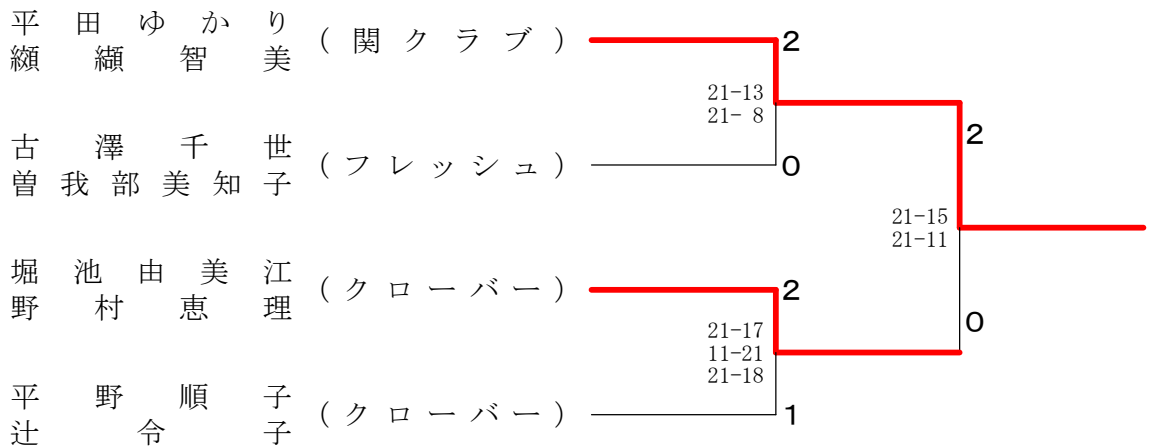 平田ゆかり
纐纈智美
(関クラブ)
2
21-13
21- 8
古澤千世
曽我部美知子
(フレッシュ)
0
2
21-15
21-11
堀池由美江
野村恵理
(クローバー)
2
21-17
11-21
21-18
0
平野順子
辻令子
(クローバー)
1